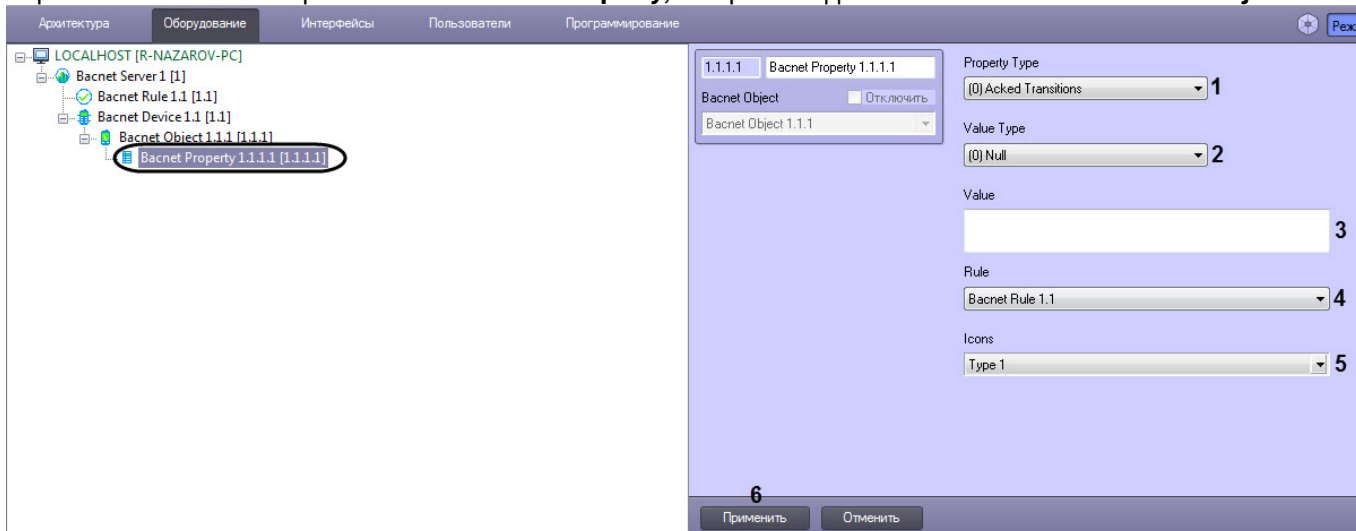 Архитектура Оборудование Интерфейсы Пользователи Программирование
LOCALHOST [R-NAZAROV-PC]
Bacnet Server 1 [1]
Bacnet Rule 1.1 [1.1]
Bacnet Device 1.1 [1.1]
Bacnet Object 1.1.1 [1.1.1]
Bacnet Property 1.1.1.1 [1.1.1.1]
1.1.1.1 Bacnet Property 1.1.1.1
Bacnet Object Отключить
Bacnet Object 1.1.1
Property Type
(0) Acked Transitions 1
Value Type
(0) Null 2
Value
3
Rule
Bacnet Rule 1.1 4
Icons
Type 1 5
6
Применить Отменить